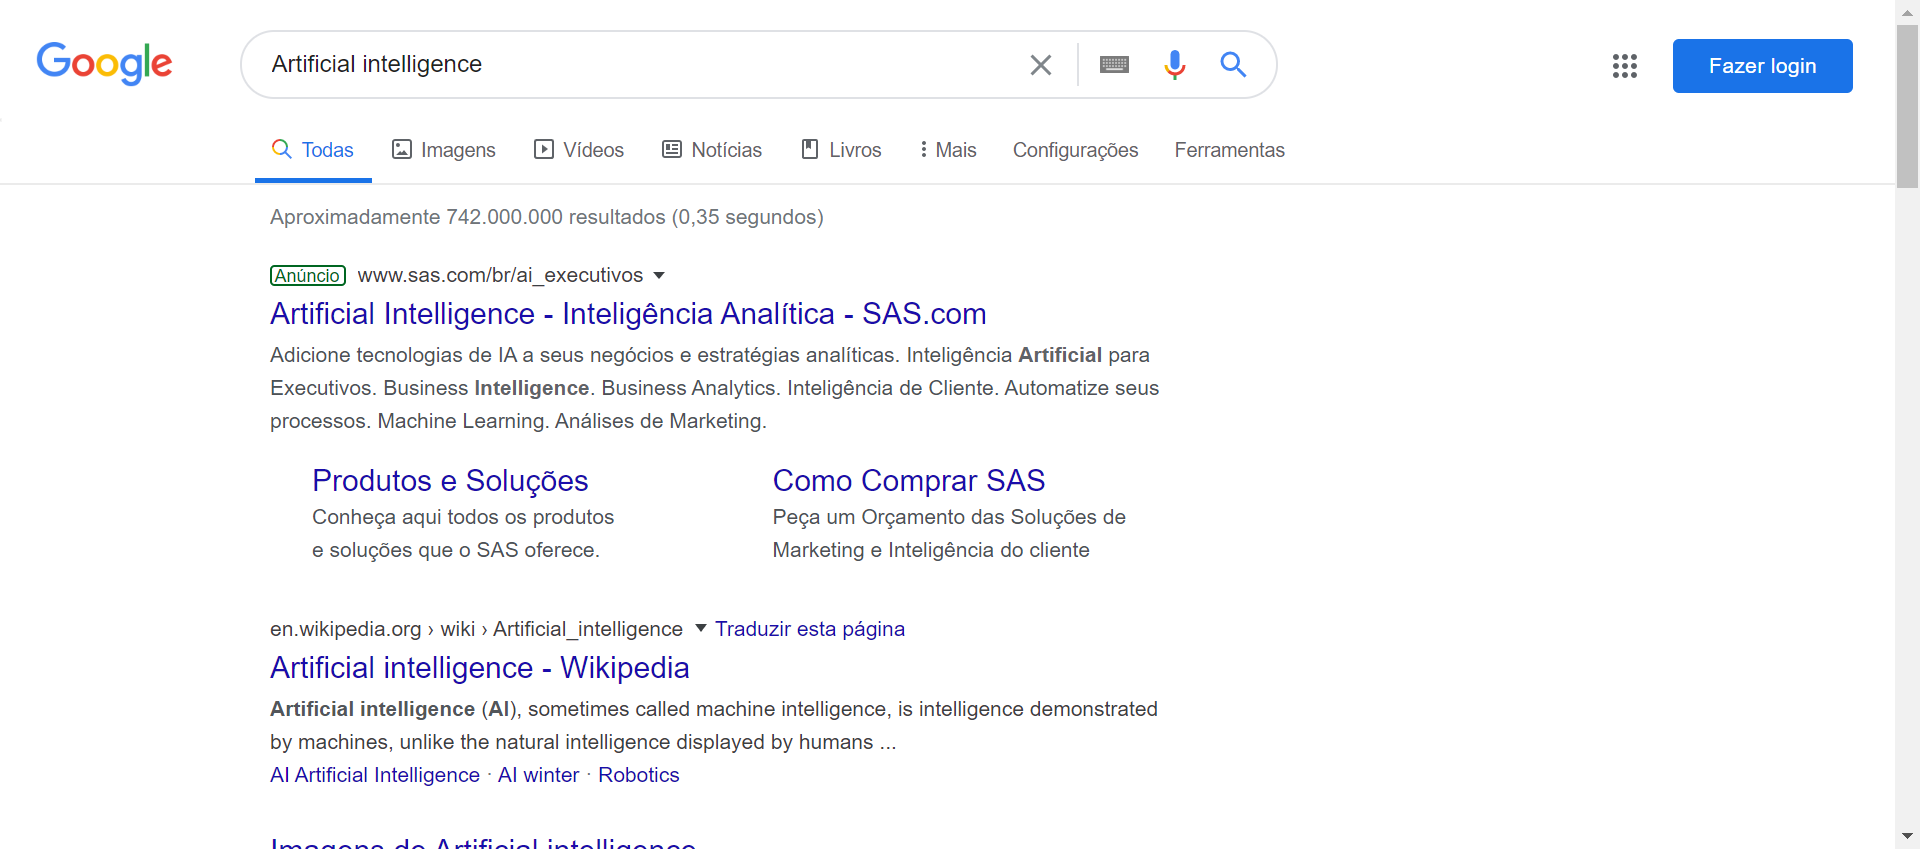 Google
Artificial intelligence
Fazer login
Todas Imagens Vídeos Notícias Livros Mais Configurações Ferramentas
Aproximadamente 742.000.000 resultados (0,35 segundos)
Anúncio www.sas.com/br/ai_executivos
Artificial Intelligence - Inteligência Analítica - SAS.com
Adicione tecnologias de IA a seus negócios e estratégias analíticas. Inteligência Artificial para
Executivos. Business Intelligence. Business Analytics. Inteligência de Cliente. Automatize seus
processos. Machine Learning. Análises de Marketing.
Produtos e Soluções
Conheça aqui todos os produtos
e soluções que o SAS oferece.
Como Comprar SAS
Peça um Orçamento das Soluções de
Marketing e Inteligência do cliente
en.wikipedia.org › wiki › Artificial_intelligence Traduzir esta página
Artificial intelligence - Wikipedia
Artificial intelligence (AI), sometimes called machine intelligence, is intelligence demonstrated
by machines, unlike the natural intelligence displayed by humans ...
AI Artificial Intelligence · AI winter · Robotics
Imagens de Artificial intelligence